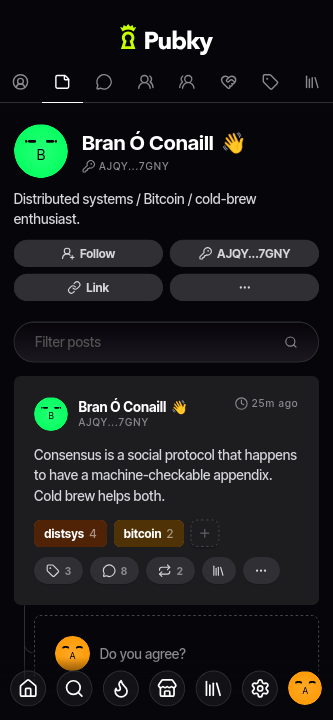 Pubky
B
Bran Ó Conaill 👋
AJQY...7GNY
Distributed systems / Bitcoin / cold-brew
enthusiast.
Follow
AJQY...7GNY
Link
Filter posts
B
Bran Ó Conaill 👋
25m ago
AJQY...7GNY
Consensus is a social protocol that happens
to have a machine-checkable appendix.
Cold brew helps both.
distsys 4
bitcoin 2
3
8
2
A
Do you agree?
A